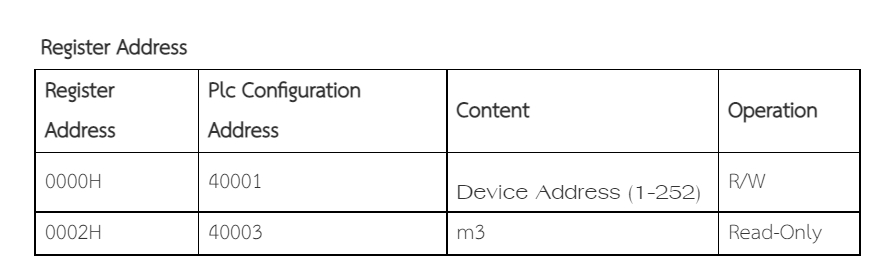 Register Address
Register Address | Plc Configuration Address | Content | Operation
0000H | 40001 | Device Address (1-252) | R/W
0002H | 40003 | m3 | Read-Only